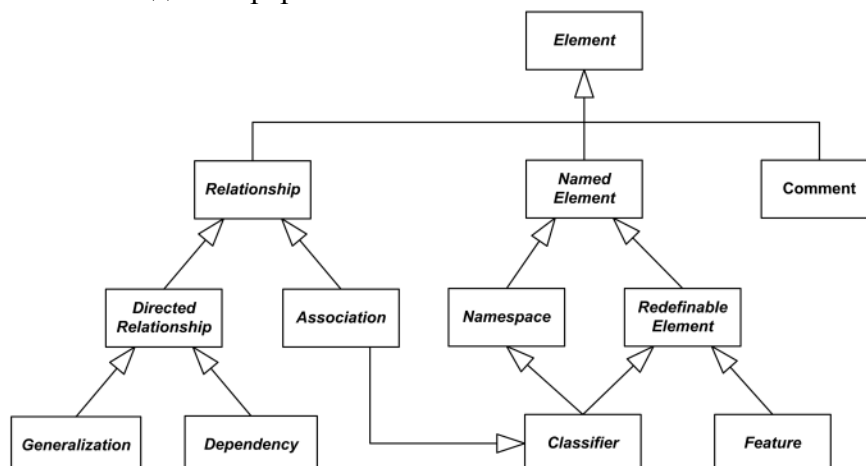 Element
Relationship
Named
Element
Comment
Directed
Relationship
Association
Namespace
Redefinable
Element
Generalization
Dependency
Classifier
Feature